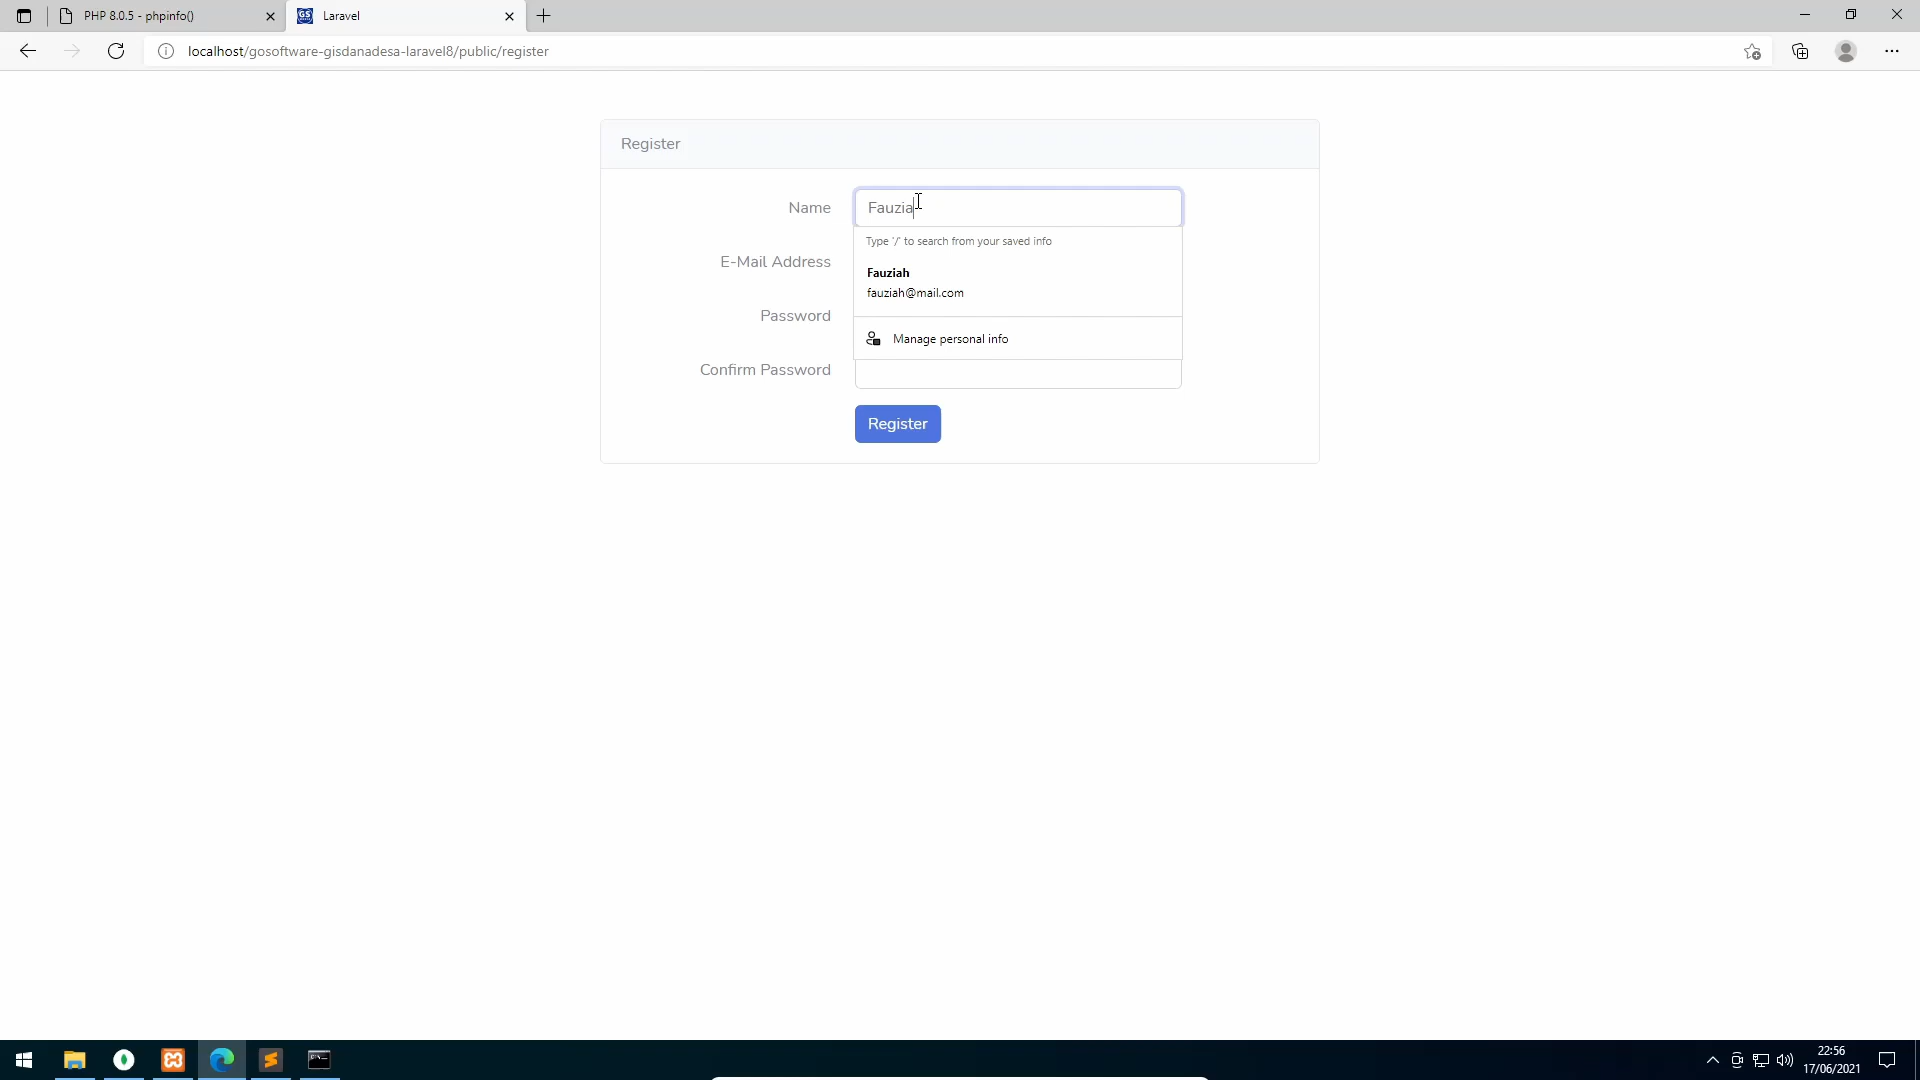 PHP 8.0.5 - phpinfo()
Laravel
localhost/gosoftware-gisdanadesa-laravel8/public/register
Register
Name
Fauzia
Type '/' to search from your saved info
E-Mail Address
Fauziah
fauziah@mail.com
Password
Manage personal info
Confirm Password
Register
22:56
17/06/2021